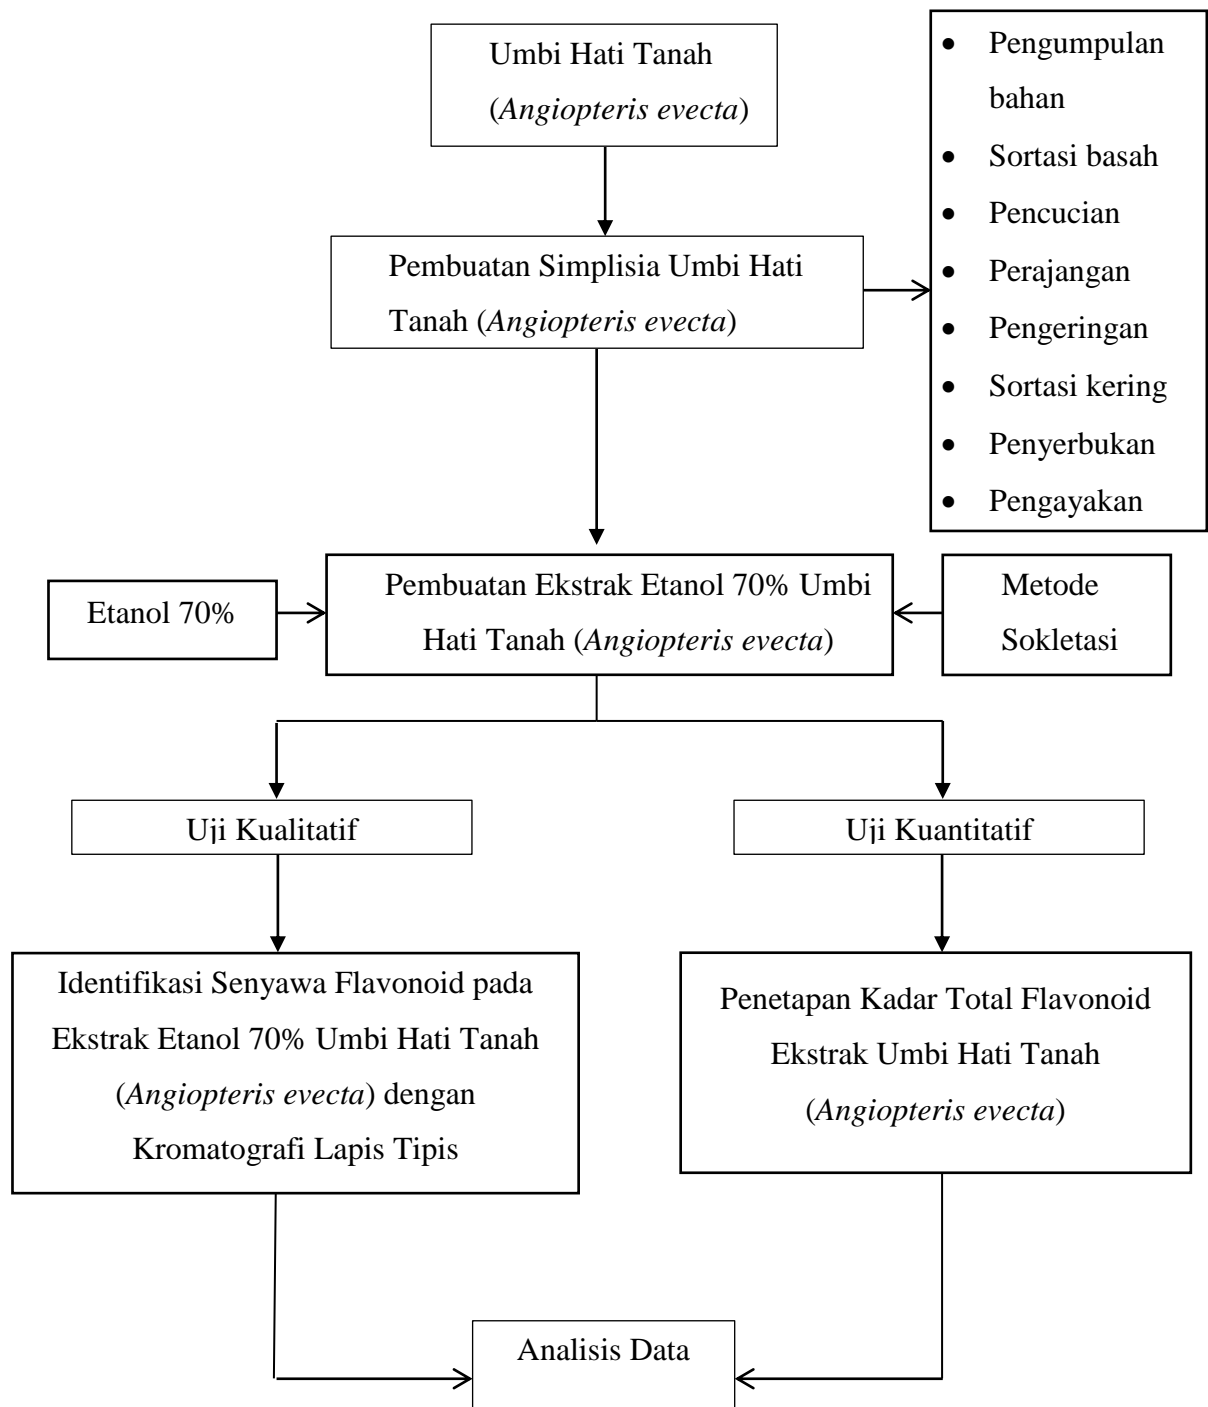 Umbi Hati Tanah
(Angiopteris evecta)
• Pengumpulan
bahan
• Sortasi basah
• Pencucian
• Perajangan
• Pengeringan
• Sortasi kering
• Penyerbukan
• Pengayakan
Pembuatan Simplisia Umbi Hati
Tanah (Angiopteris evecta)
Etanol 70%
Pembuatan Ekstrak Etanol 70% Umbi
Hati Tanah (Angiopteris evecta)
Metode
Sokletasi
Uji Kualitatif
Uji Kuantitatif
Identifikasi Senyawa Flavonoid pada
Ekstrak Etanol 70% Umbi Hati Tanah
(Angiopteris evecta) dengan
Kromatografi Lapis Tipis
Penetapan Kadar Total Flavonoid
Ekstrak Umbi Hati Tanah
(Angiopteris evecta)
Analisis Data